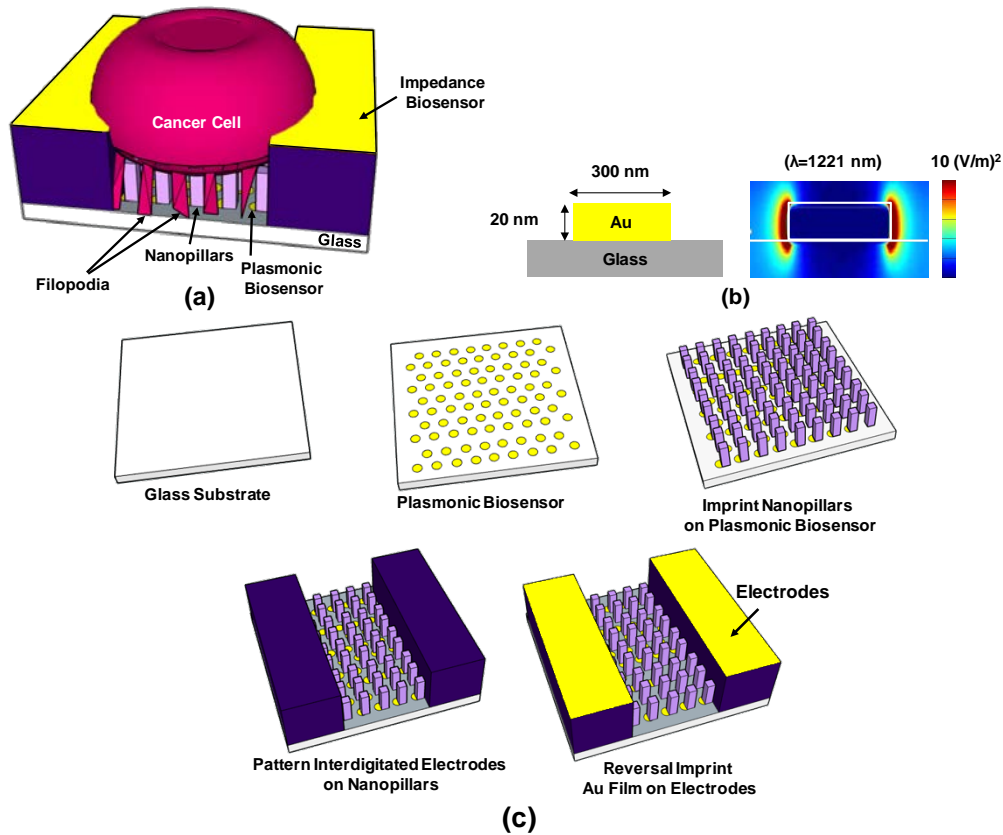 (a)
Impedance
Biosensor
Cancer Cell
Glass
Nanopillars
Plasmonic
Biosensor
Filopodia
300 nm
20 nm
Au
Glass
(λ=1221 nm)
10 (V/m)²
(b)
Glass Substrate
Plasmonic Biosensor
Imprint Nanopillars
on Plasmonic Biosensor
Electrodes
Pattern Interdigitated Electrodes
on Nanopillars
Reversal Imprint
Au Film on Electrodes
(c)